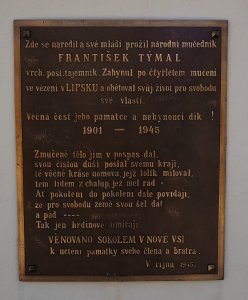 Zde se narodil a své mládí prožil národní mučedník
FRANTIŠEK TÝMAL
vrch. pošt. tajemník. Zahynul po čtyřletém mučení
ve vězení v LIPSKU a obětoval svůj život pro svobodu
své vlasti.
Věčná čest jeho památce a nehynoucí dík !
1901 — 1945
Zmučené tělo jim v pospas dal,
svou čistou duši poslal svému kraji,
té věčné kráse domova, jejž tolik miloval,
těm lidem z chalup, jež měl rád -
Ať pokolení do pokolení dále povídají,
že pro svobodu země svou šel dál
a pad ----
Tak jen hrdinové umírají
VĚNOVÁNO SOKOLEM V NOVÉ VSI
k uctění památky svého člena a bratra.
V říjnu 1945.